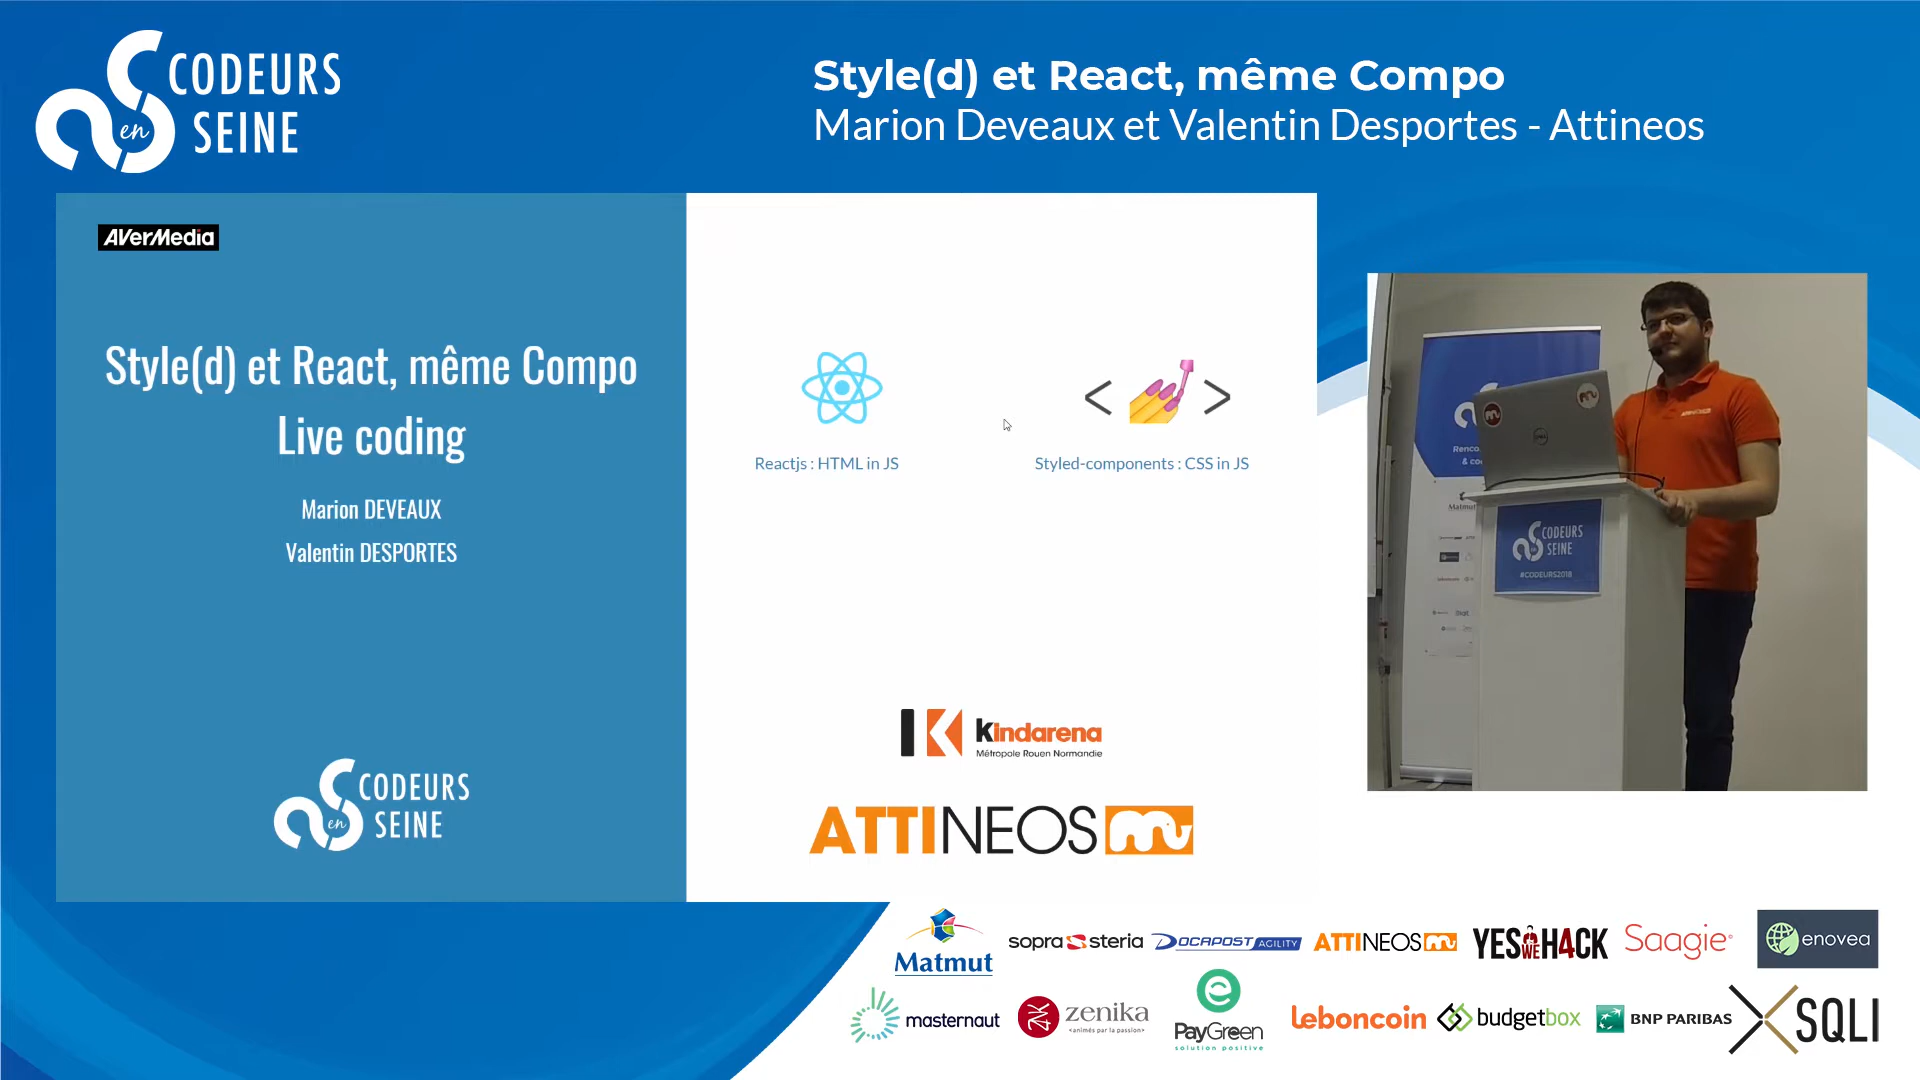 CODEURS
en
SEINE
Style(d) et React, même Compo
Marion Deveaux et Valentin Desportes - Attineos
AVerMedia
Style(d) et React, même Compo
Live coding
Marion DEVEAUX
Valentin DESPORTES
CODEURS
en
SEINE
Reactjs : HTML in JS
Styled-components : CSS in JS
Kindarena
Métropole Rouen Normandie
ATTINEOS
Matmut
CODEURS
SEINE
#CODEURS2018
Matmut
sopra steria
DOCAPOST AGILITY
ATTINEOS
YES WE H4CK
Saagie
enovea
masternaut
zenika
<animés par la passion>
PayGreen
solution positive
leboncoin
budgetbox
BNP PARIBAS
SQLI